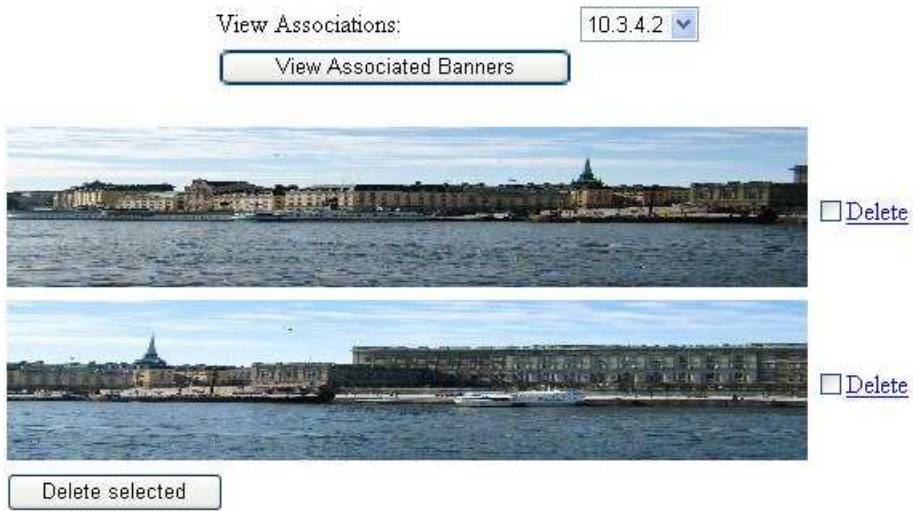 View Associations: 10.3.4.2
View Associated Banners
Delete
Delete
Delete selected